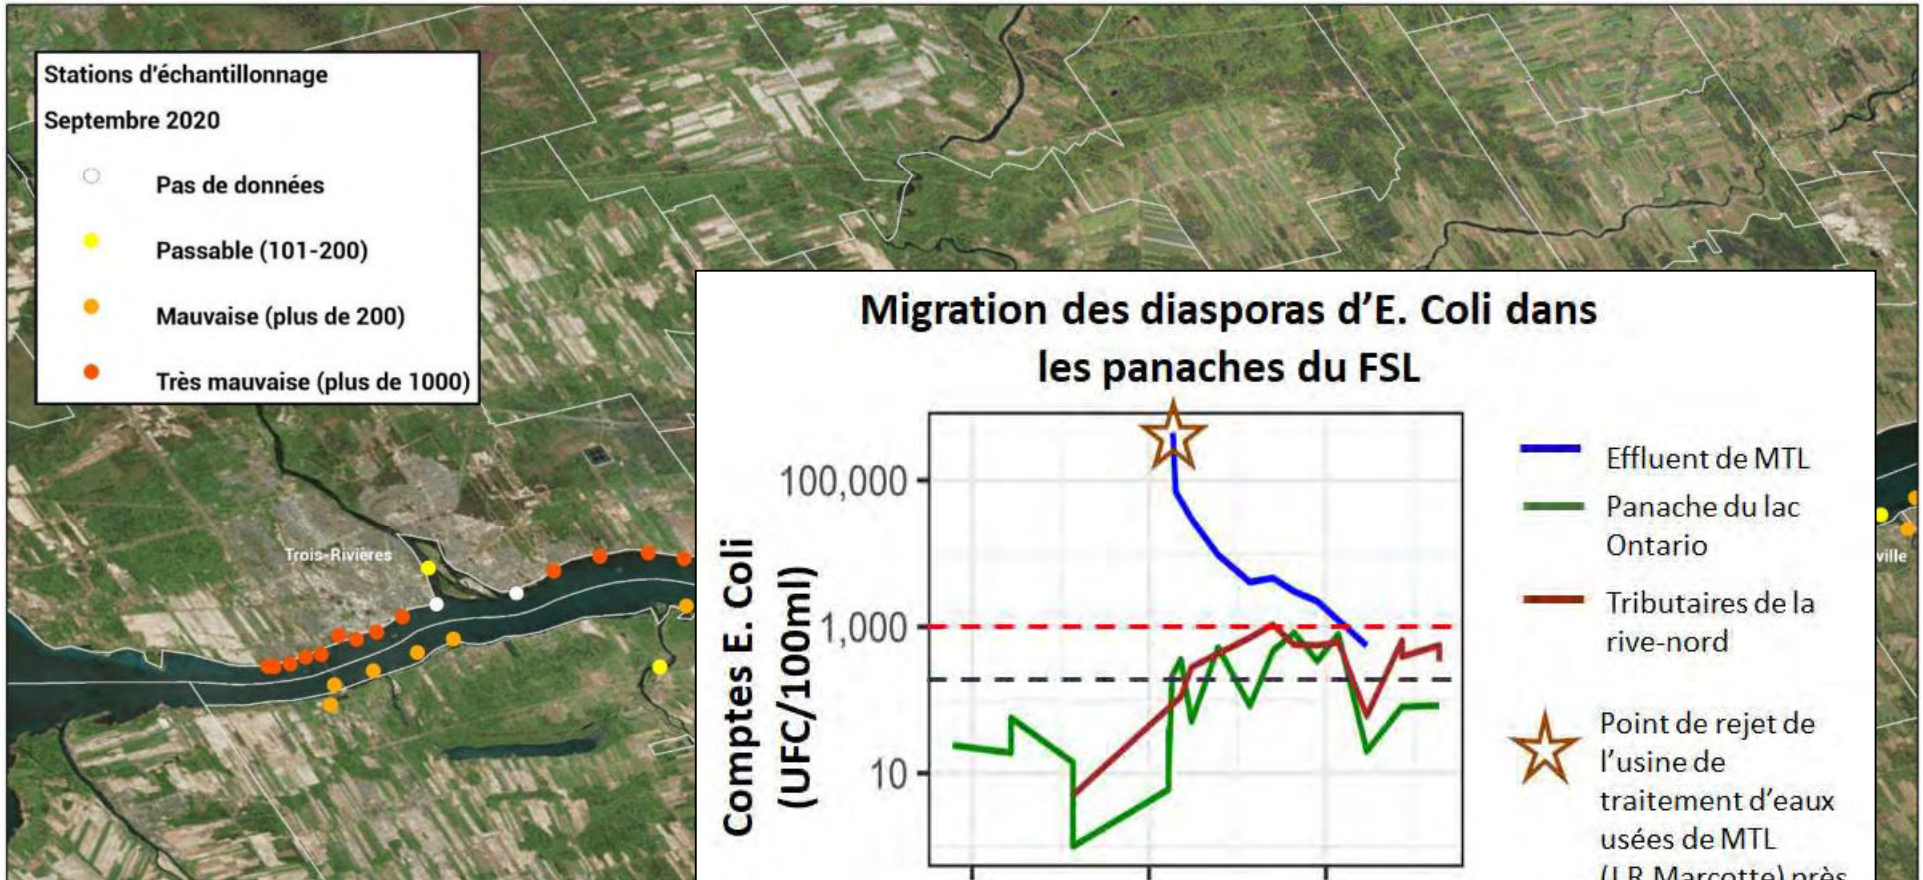 Stations d'échantillonnage
Septembre 2020
Pas de données
Passable (101-200)
Mauvaise (plus de 200)
Très mauvaise (plus de 1000)
Trois-Rivières
ville
Migration des diasporas d'E. Coli dans
les panaches du FSL
Comptes E. Coli
(UFC/100ml)
100,000
1,000
10
Effluent de MTL
Panache du lac
Ontario
Tributaires de la
rive-nord
Point de rejet de
l'usine de
traitement d'eaux
usées de MTL
(J.R Marcotte) près